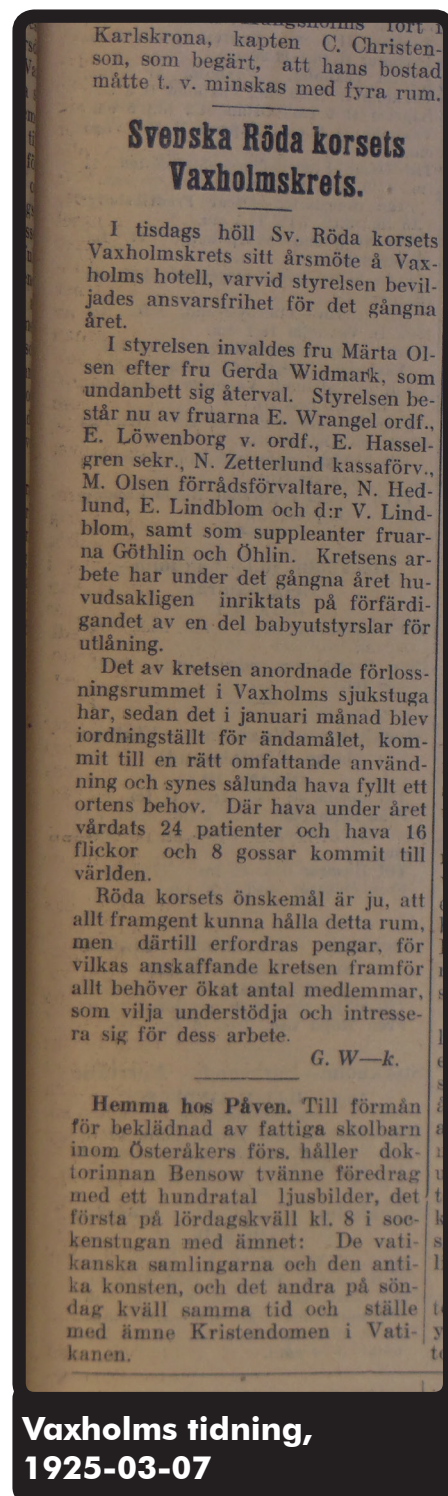 fort
Karlskrona, kapten C. Christen-
son, som begärt, att hans bostad
måtte t. v. minskas med fyra rum.
Svenska Röda korsets
Vaxholmskrets.
I tisdags höll Sv. Röda korsets
Vaxholmskrets sitt årsmöte å Vax-
holms hotell, varvid styrelsen bevil-
jades ansvarsfrihet för det gångna
året.
I styrelsen invaldes fru Märta Ol-
sen efter fru Gerda Widmark, som
undanbett sig återval. Styrelsen be-
står nu av fruarna E. Wrangel ordf.,
E. Löwenborg v. ordf., E. Hassel-
gren sekr., N. Zetterlund kassaförv.,
M. Olsen förrådsförvaltare, N. Hed-
lund, E. Lindblom och d:r V. Lind-
blom, samt som suppleanter fruar-
na Göthlin och Öhlin. Kretsens ar-
bete har under det gångna året hu-
vudsakligen inriktats på förfärdi-
gandet av en del babyutstyrslar för
utlåning.
Det av kretsen anordnade förloss-
ningsrummet i Vaxholms sjukstuga
har, sedan det i januari månad blev
iordningställt för ändamålet, kom-
mit till en rätt omfattande använd-
ning och synes sålunda hava fyllt ett
ortens behov. Där hava under året
vårdats 24 patienter och hava 16
flickor och 8 gossar kommit till
världen.
Röda korsets önskemål är ju, att
allt framgent kunna hålla detta rum,
men därtill erfordras pengar, för
vilkas anskaffande kretsen framför
allt behöver ökat antal medlemmar,
som vilja understödja och intresse-
ra sig för dess arbete.
G. W—k.
Hemma hos Påven. Till förmån
för beklädnad av fattiga skolbarn
inom Österåkers förs. håller dok-
torinnan Bensow tvänne föredrag
med ett hundratal ljusbilder, det
första på lördagskväll kl. 8 i soc-
kenstugan med ämnet: De vati-
kanska samlingarna och den anti-
ka konsten, och det andra på sön-
dag kväll samma tid och ställe
med ämne Kristendomen i Vati-
kanen.
Vaxholms tidning,
1925-03-07